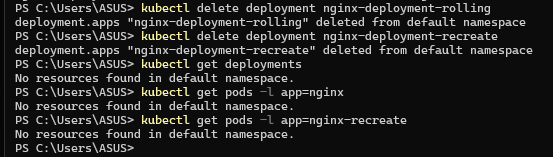 PS C:\Users\ASUS> kubectl delete deployment nginx-deployment-rolling
deployment.apps "nginx-deployment-rolling" deleted from default namespace
PS C:\Users\ASUS> kubectl delete deployment nginx-deployment-recreate
deployment.apps "nginx-deployment-recreate" deleted from default namespace
PS C:\Users\ASUS> kubectl get deployments
No resources found in default namespace.
PS C:\Users\ASUS> kubectl get pods -l app=nginx
No resources found in default namespace.
PS C:\Users\ASUS> kubectl get pods -l app=nginx-recreate
No resources found in default namespace.
PS C:\Users\ASUS>